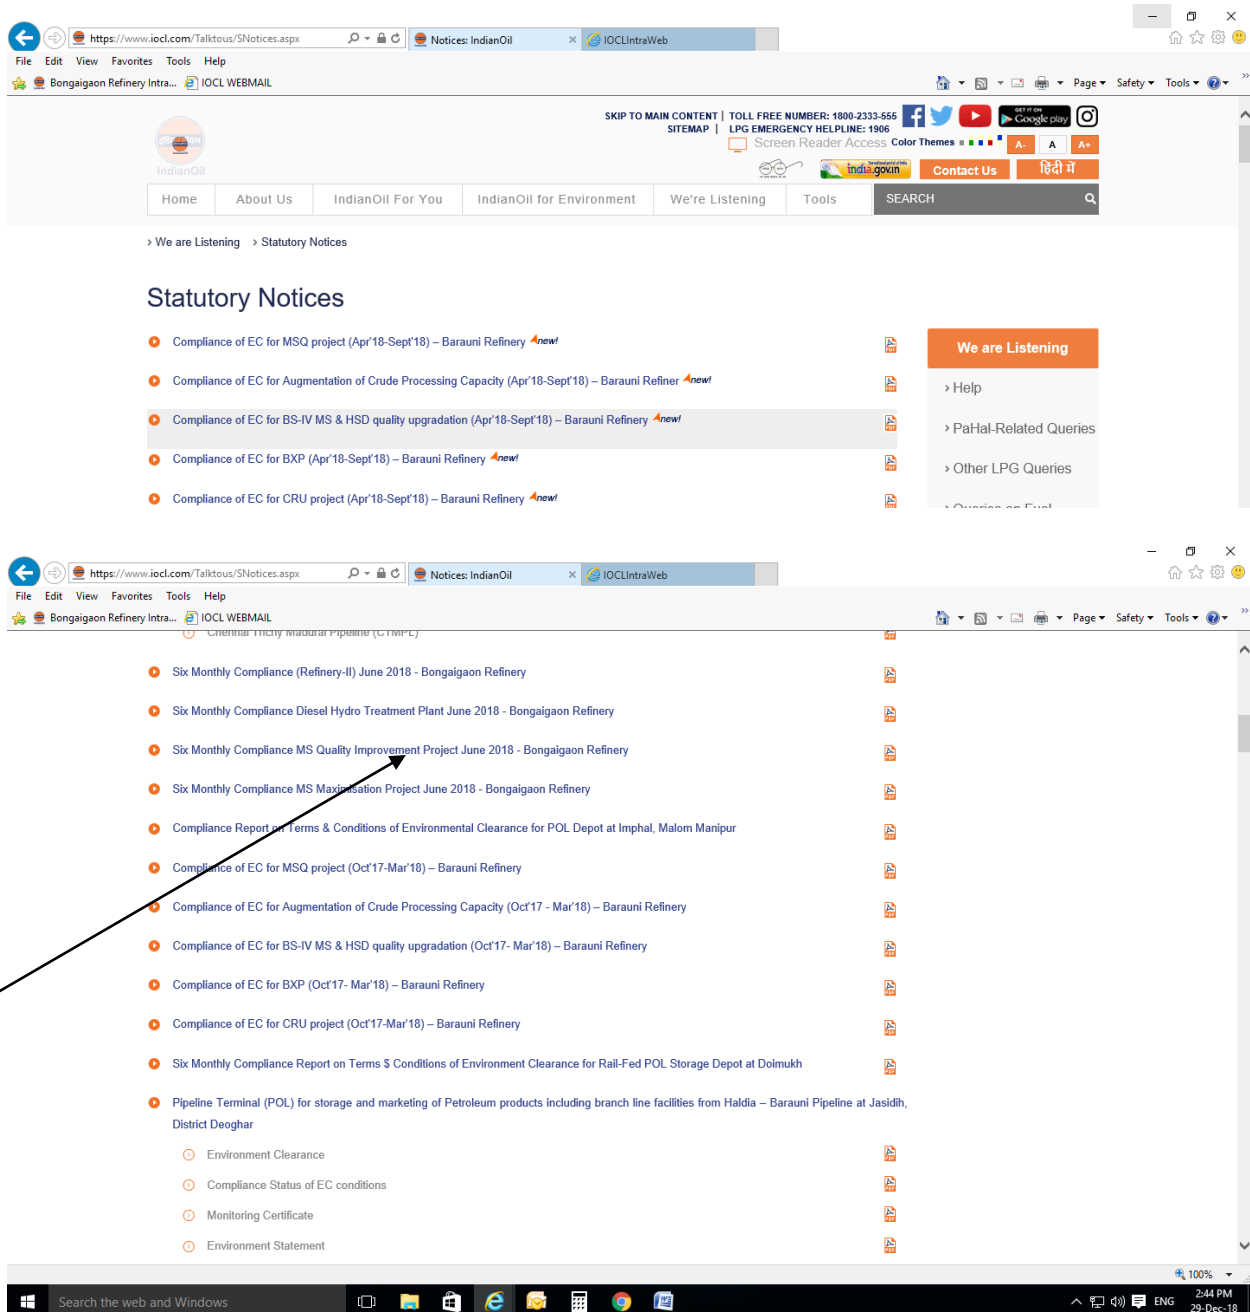 https://www.iocl.com/Talktous/SNotices.aspx
Notices: IndianOil
IOCLIntraWeb
File Edit View Favorites Tools Help
Bongaigaon Refinery Intra... IOCL WEBMAIL
Page Safety Tools
SKIP TO MAIN CONTENT | TOLL FREE NUMBER: 1800-2333-555
SITEMAP | LPG EMERGENCY HELPLINE: 1906
GET IT ON Google play
Screen Reader Access Color Themes A- A A+
IndianOil
india.gov.in
Contact Us
हिंदी में
Home About Us IndianOil For You IndianOil for Environment We're Listening Tools SEARCH
› We are Listening › Statutory Notices
Statutory Notices
Compliance of EC for MSQ project (Apr'18-Sept'18) – Barauni Refinery new!
Compliance of EC for Augmentation of Crude Processing Capacity (Apr'18-Sept'18) – Barauni Refiner new!
Compliance of EC for BS-IV MS & HSD quality upgradation (Apr'18-Sept'18) – Barauni Refinery new!
Compliance of EC for BXP (Apr'18-Sept'18) – Barauni Refinery new!
Compliance of EC for CRU project (Apr'18-Sept'18) – Barauni Refinery new!
We are Listening
› Help
› PaHal-Related Queries
› Other LPG Queries
› Queries on Fuel
https://www.iocl.com/Talktous/SNotices.aspx
Notices: IndianOil
IOCLIntraWeb
File Edit View Favorites Tools Help
Bongaigaon Refinery Intra... IOCL WEBMAIL
Page Safety Tools
Chennai Trichy Madurai Pipeline (CTMPL)
Six Monthly Compliance (Refinery-II) June 2018 - Bongaigaon Refinery
Six Monthly Compliance Diesel Hydro Treatment Plant June 2018 - Bongaigaon Refinery
Six Monthly Compliance MS Quality Improvement Project June 2018 - Bongaigaon Refinery
Six Monthly Compliance MS Maximisation Project June 2018 - Bongaigaon Refinery
Compliance Report on Terms & Conditions of Environmental Clearance for POL Depot at Imphal, Malom Manipur
Compliance of EC for MSQ project (Oct'17-Mar'18) – Barauni Refinery
Compliance of EC for Augmentation of Crude Processing Capacity (Oct'17 - Mar'18) – Barauni Refinery
Compliance of EC for BS-IV MS & HSD quality upgradation (Oct'17- Mar'18) – Barauni Refinery
Compliance of EC for BXP (Oct'17- Mar'18) – Barauni Refinery
Compliance of EC for CRU project (Oct'17-Mar'18) – Barauni Refinery
Six Monthly Compliance Report on Terms $ Conditions of Environment Clearance for Rail-Fed POL Storage Depot at Doimukh
Pipeline Terminal (POL) for storage and marketing of Petroleum products including branch line facilities from Haldia – Barauni Pipeline at Jasidih,
District Deoghar
Environment Clearance
Compliance Status of EC conditions
Monitoring Certificate
Environment Statement
100%
Search the web and Windows
ENG
2:44 PM
29-Dec-18